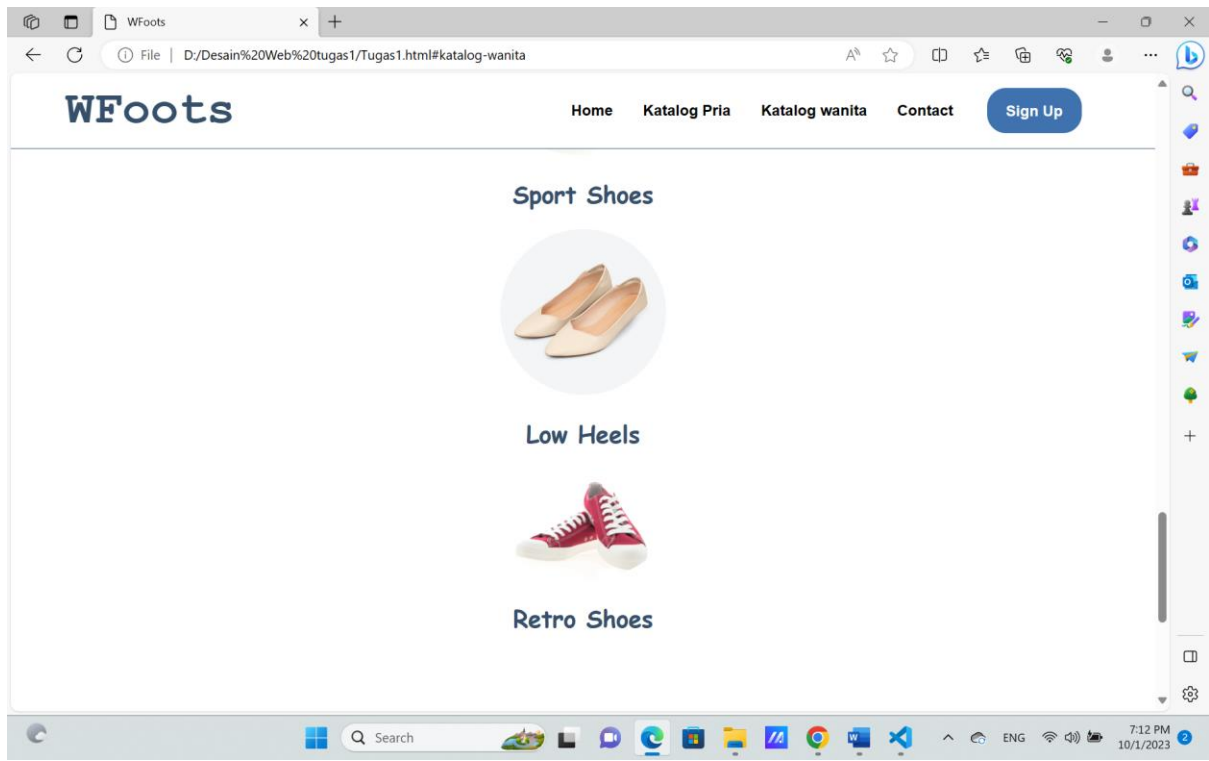 WFoots
File | D:/Desain%20Web%20tugas1/Tugas1.html#katalog-wanita
WFoots
Home Katalog Pria Katalog wanita Contact Sign Up
Sport Shoes
Low Heels
Retro Shoes
Search
ENG
7:12 PM
10/1/2023
2